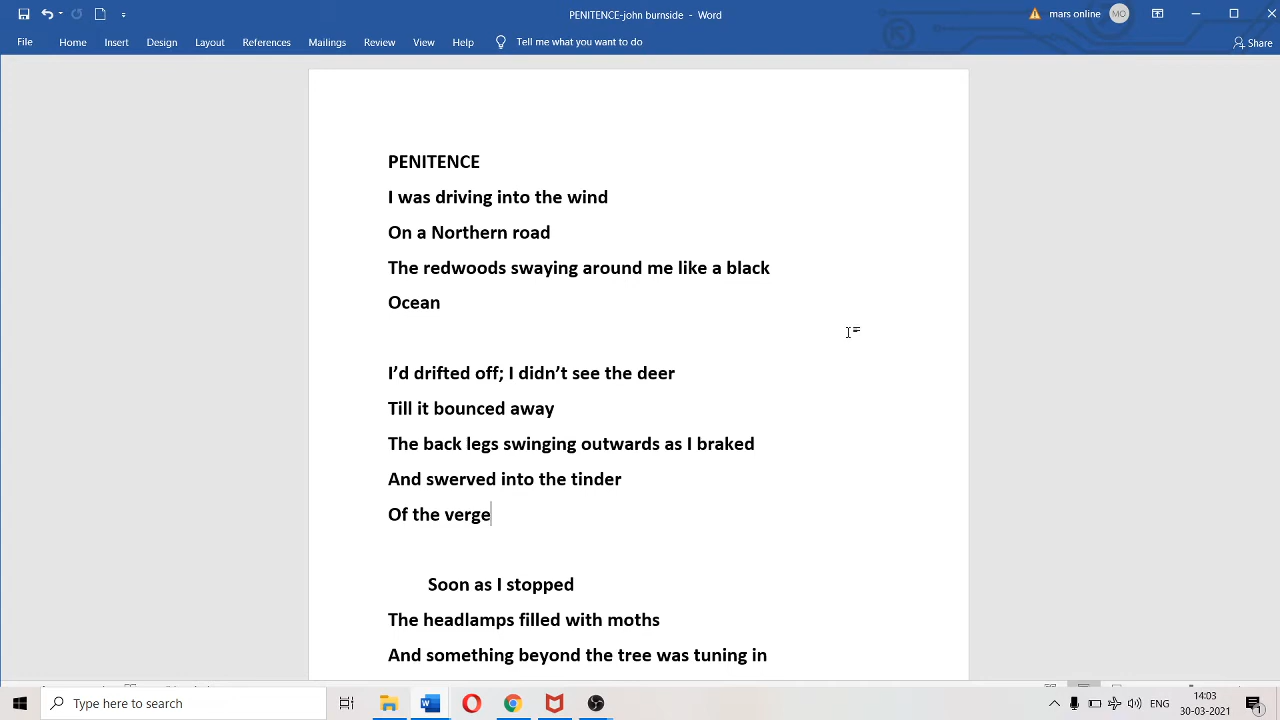 PENITENCE-john burnside - Word
mars online
MO
File Home Insert Design Layout References Mailings Review View Help Tell me what you want to do
Share
PENITENCE
I was driving into the wind
On a Northern road
The redwoods swaying around me like a black
Ocean
I'd drifted off; I didn't see the deer
Till it bounced away
The back legs swinging outwards as I braked
And swerved into the tinder
Of the verge
Soon as I stopped
The headlamps filled with moths
And something beyond the tree was tuning in
Type here to search
14:03
30-03-2021